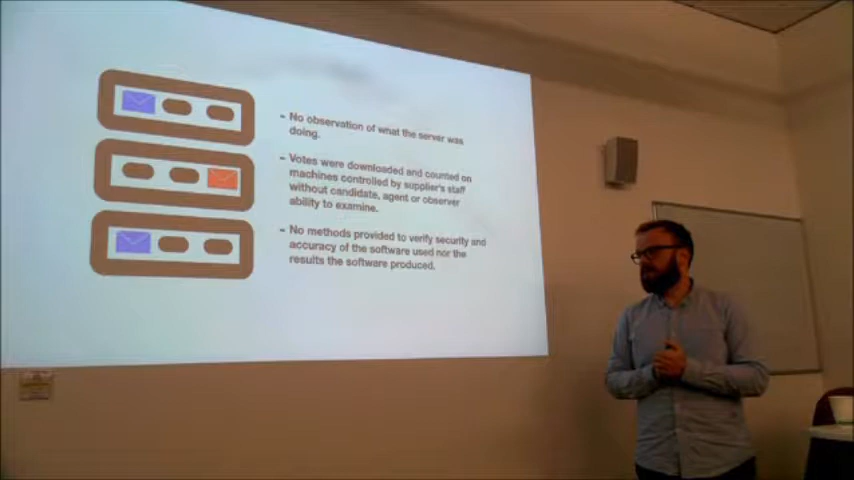 - No observation of what the server was
doing.
- Votes were downloaded and counted on
machines controlled by supplier's staff
without candidate, agent or observer
ability to examine.
- No methods provided to verify security and
accuracy of the software used nor the
results the software produced.